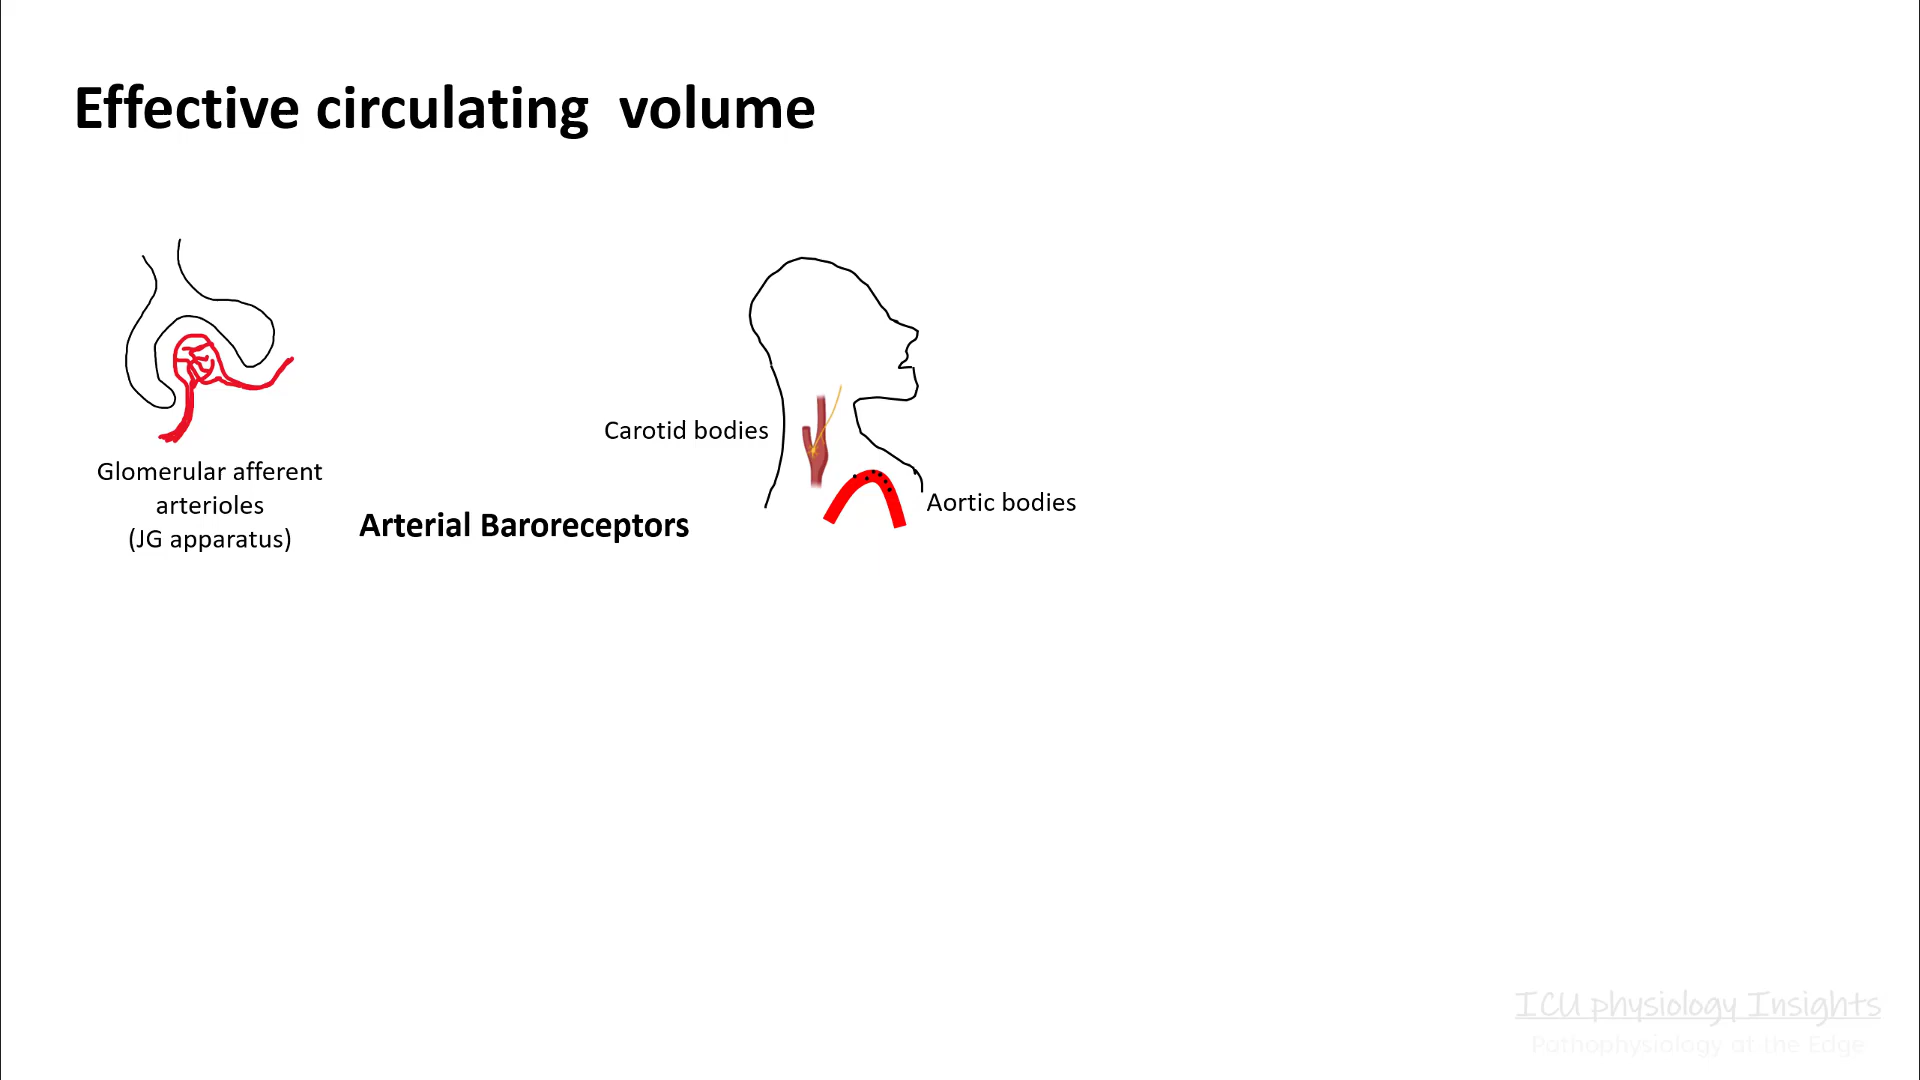 Effective circulating  volume
Carotid bodies
Glomerular afferent
arterioles
(JG apparatus)
Arterial Baroreceptors
Aortic bodies
ICU physiology Insights
Pathophysiology at the Edge